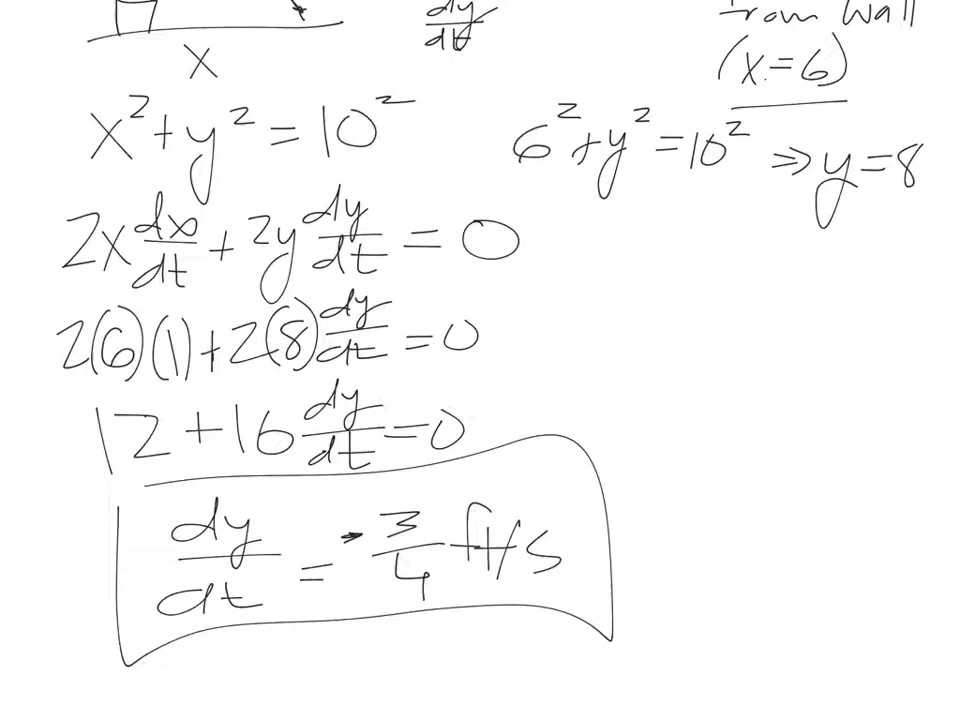 dy/dt
from wall
x
(x=6)
x² + y² = 10²
6² + y² = 10² ⇒ y = 8
2x dx/dt + 2y dy/dt = 0
2(6)(1) + 2(8) dy/dt = 0
12 + 16 dy/dt = 0
dy/dt = -3/4 ft/s